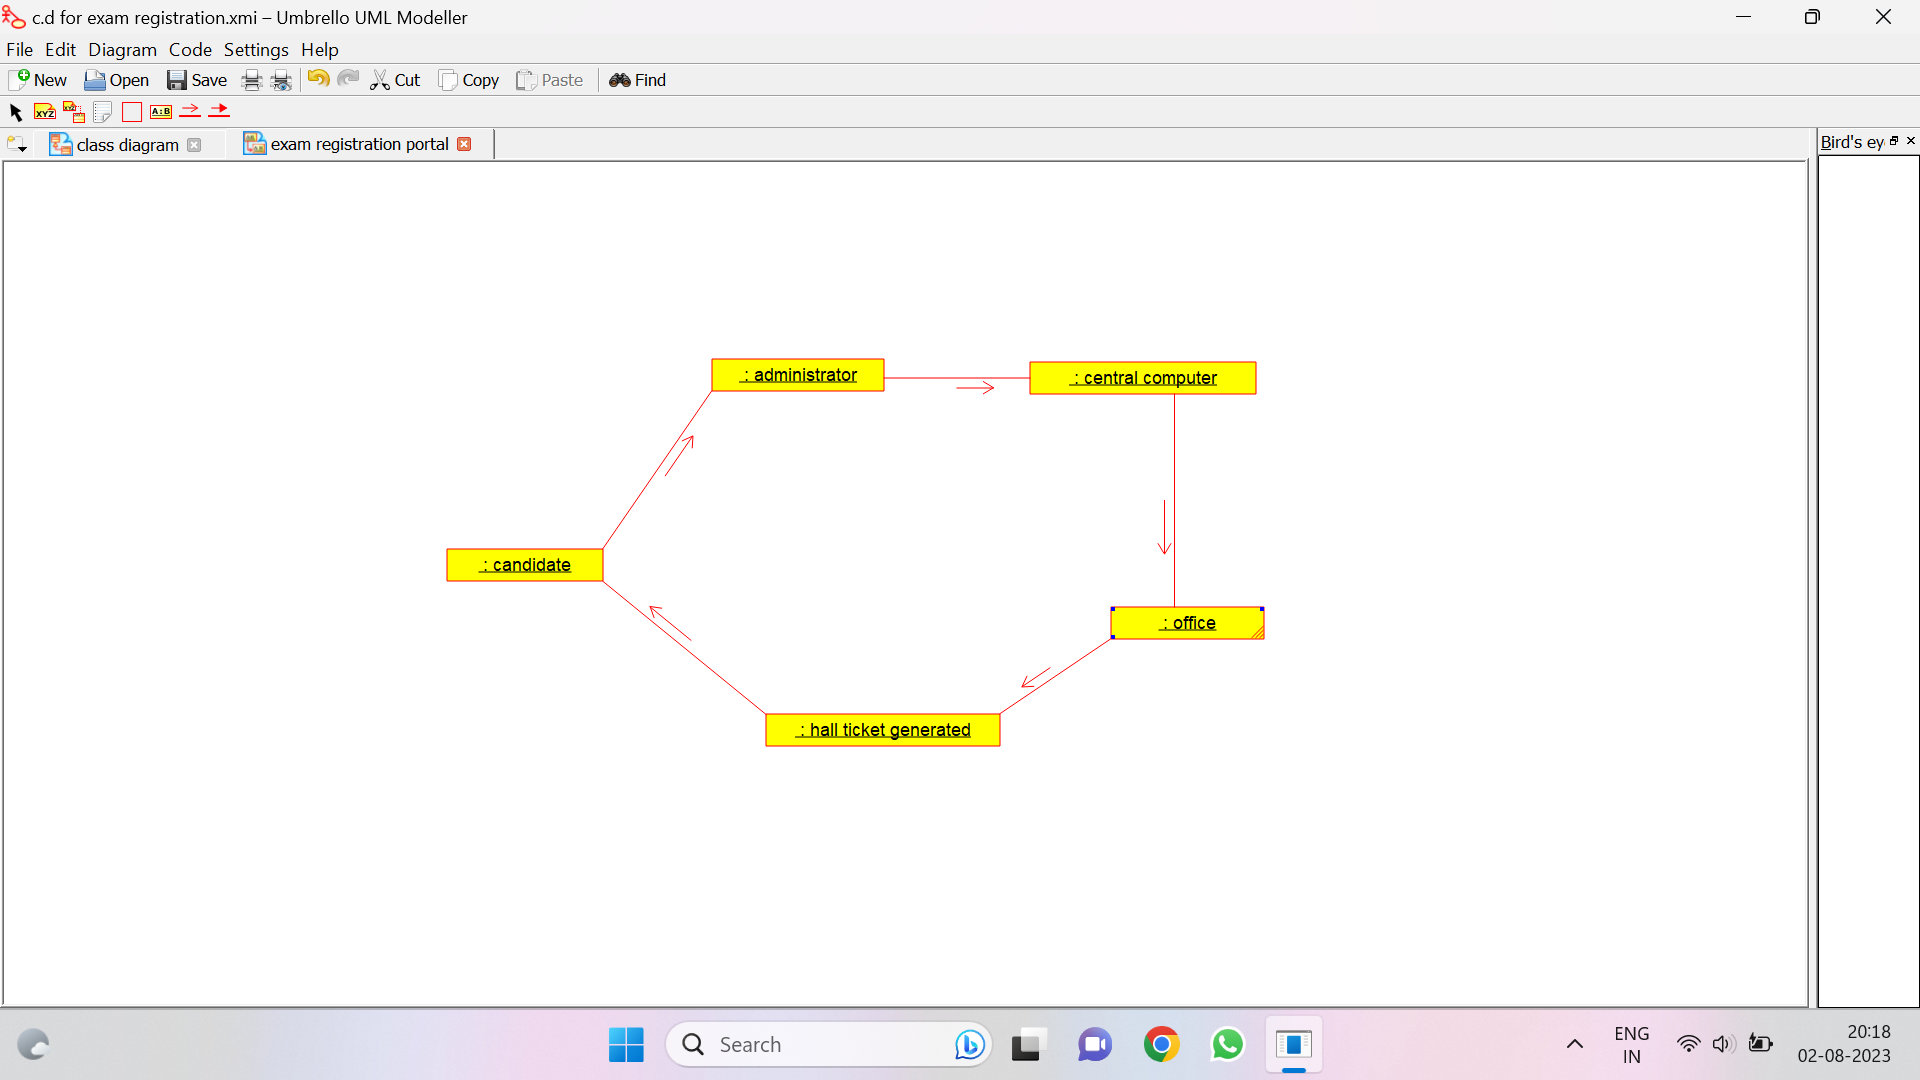 c.d for exam registration.xmi – Umbrello UML Modeller
File Edit Diagram Code Settings Help
New Open Save Cut Copy Paste Find
XYZ XYZ A:B
class diagram exam registration portal
Bird's ey
: administrator
: central computer
: candidate
: office
: hall ticket generated
Search
ENG
IN
20:18
02-08-2023